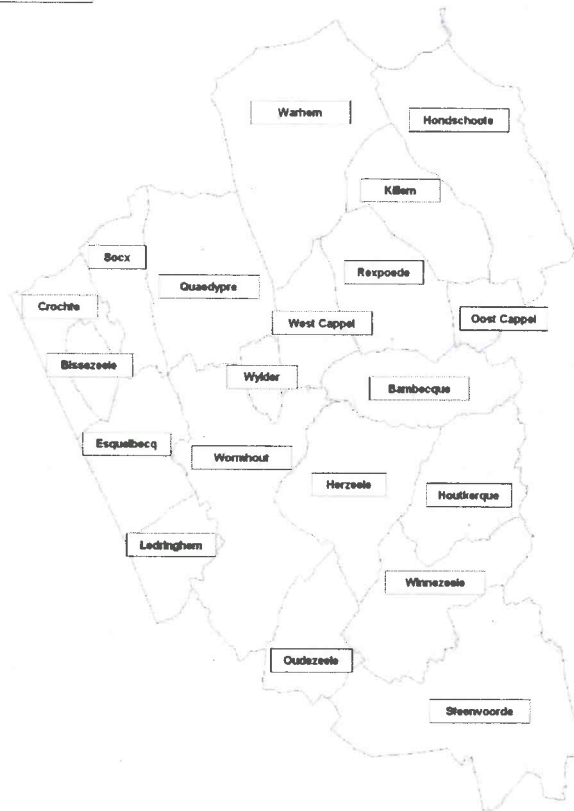 Warhem
Hondschoote
Killem
Socx
Rexpoede
Quaedypre
Crochte
West Cappel
Oost Cappel
Bissezeele
Wylder
Bambecque
Esquelbecq
Wormhout
Herzeele
Houtkerque
Ledringhem
Winnezeele
Oudezeele
Steenvoorde